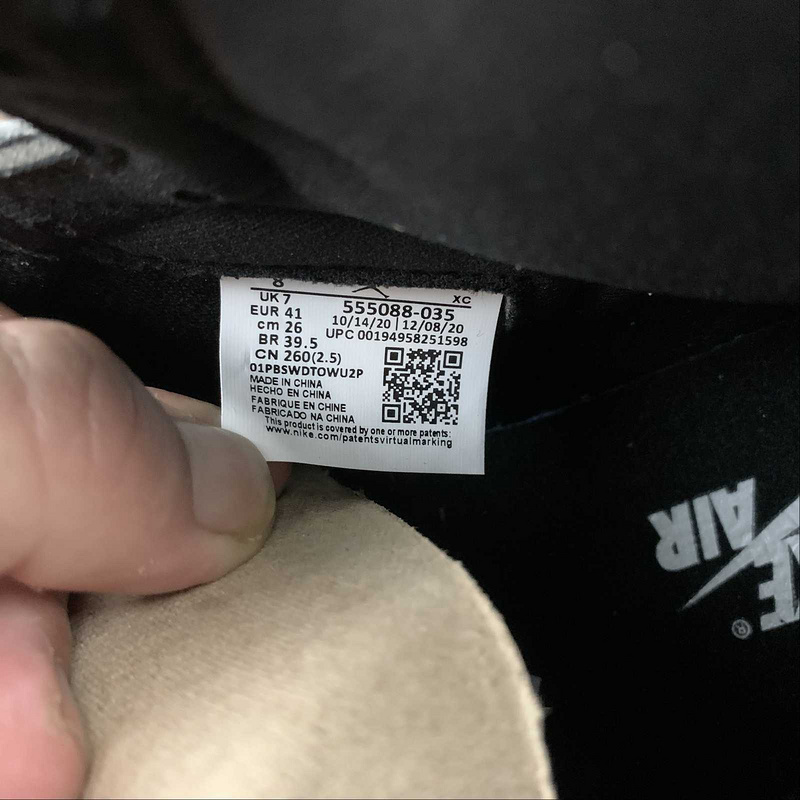 8
XC
UK 7
EUR 41
cm 26
BR 39.5
CN 260(2.5)
555088-035
10/14/20 | 12/08/20
UPC 00194958251598
01PBSWDTOWU2P
MADE IN CHINA
HECHO EN CHINA
FABRIQUE EN CHINE
FABRICADO NA CHINA
This product is covered by one or more patents:
www.nike.com/patentsvirtualmarking
AIR
®